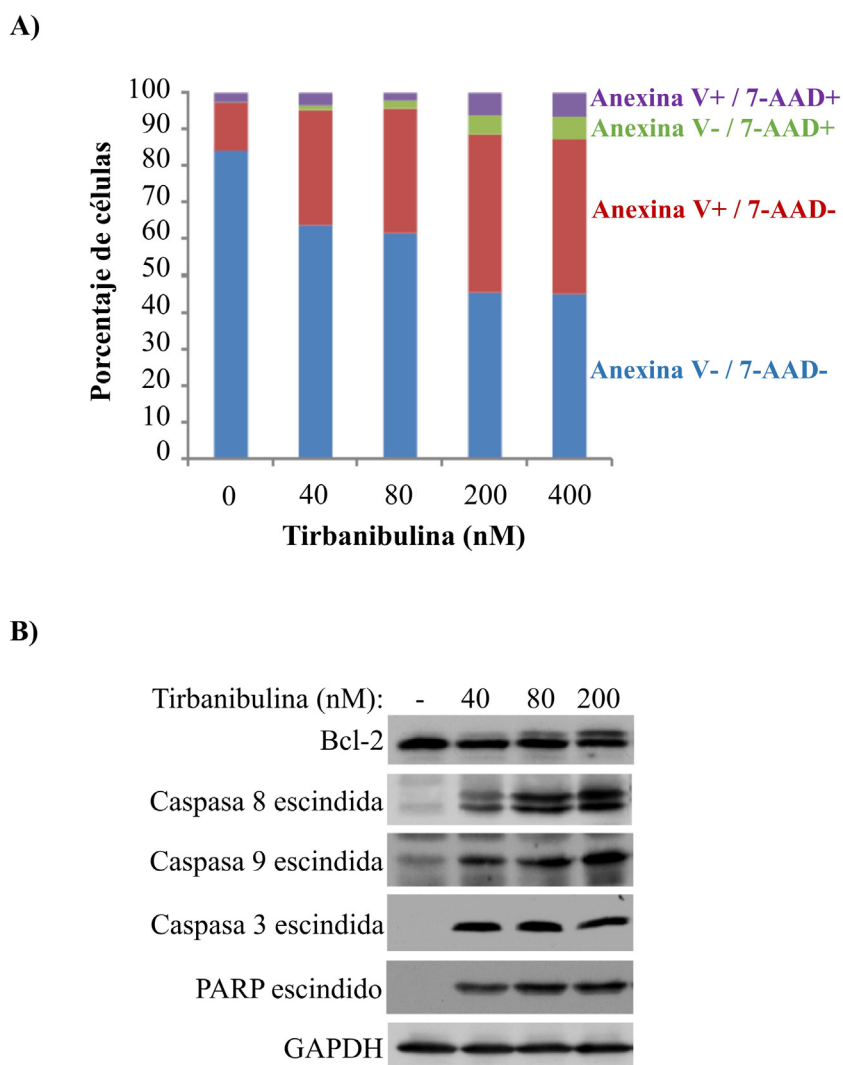 A)
Porcentaje de células
100
90
80
70
60
50
40
30
20
10
0
Anexina V+ / 7-AAD+
Anexina V- / 7-AAD+
Anexina V+ / 7-AAD-
Anexina V- / 7-AAD-
0 40 80 200 400
Tirbanibulina (nM)
B)
Tirbanibulina (nM): - 40 80 200
Bcl-2
Caspasa 8 escindida
Caspasa 9 escindida
Caspasa 3 escindida
PARP escindido
GAPDH